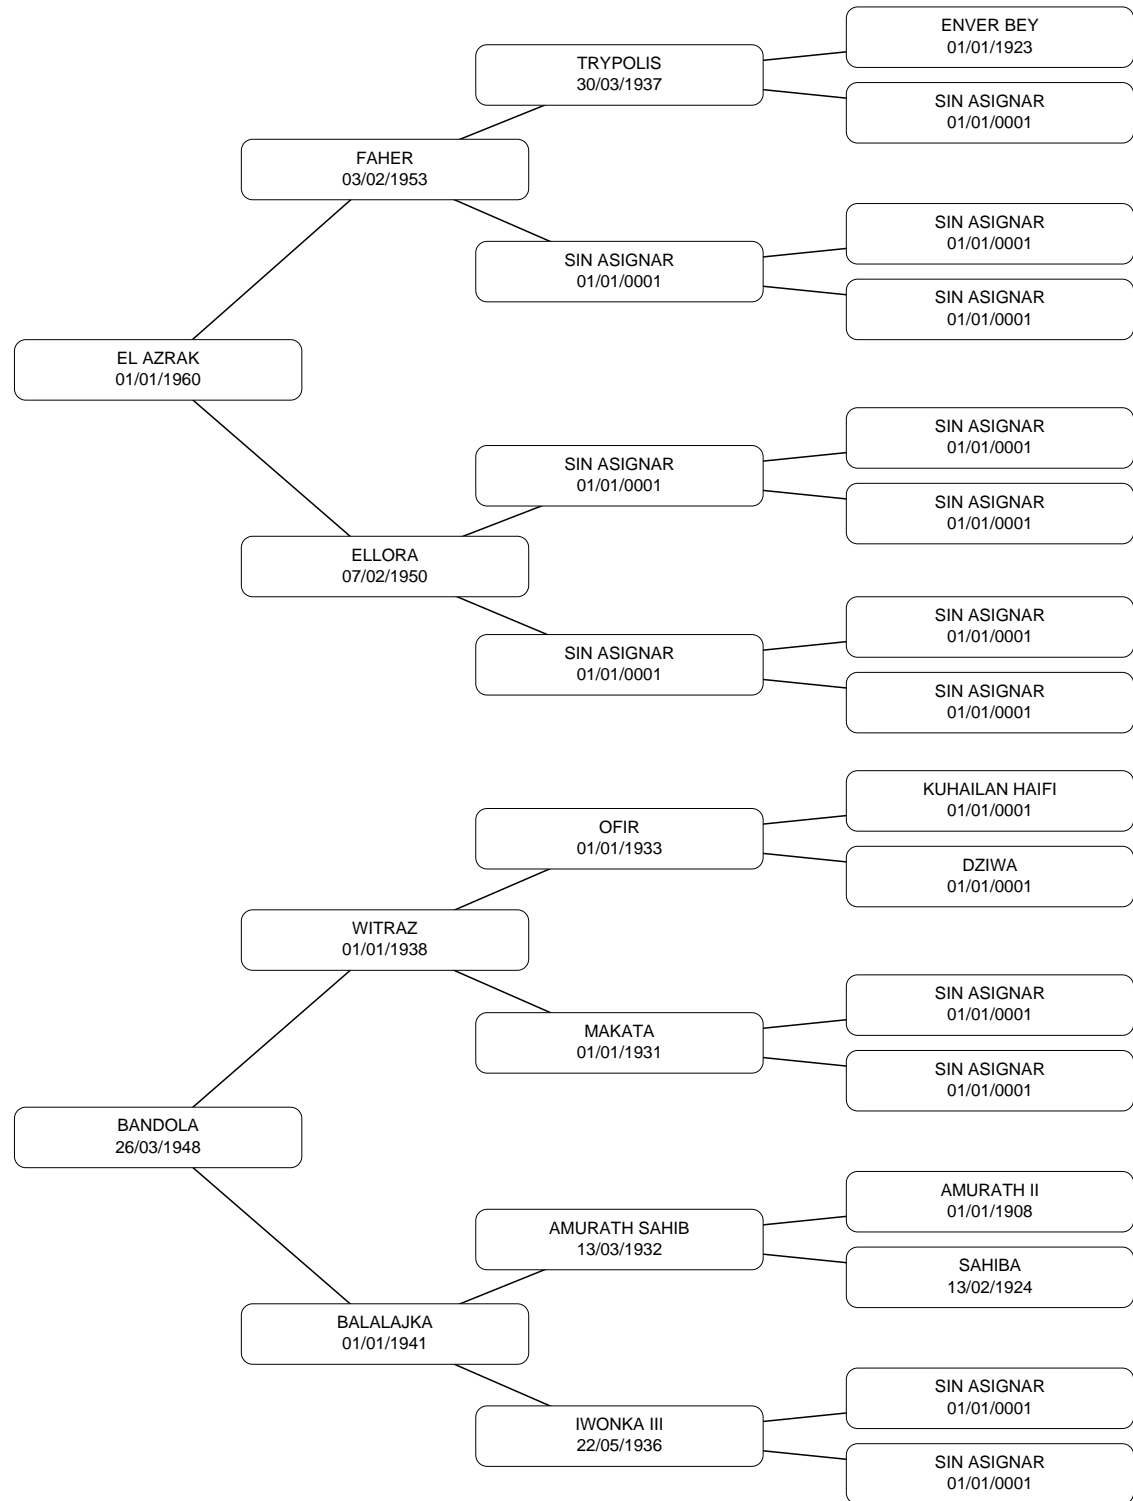 ENVER BEY
01/01/1923
TRYPOLIS
30/03/1937
SIN ASIGNAR
01/01/0001
FAHER
03/02/1953
SIN ASIGNAR
01/01/0001
SIN ASIGNAR
01/01/0001
SIN ASIGNAR
01/01/0001
EL AZRAK
01/01/1960
SIN ASIGNAR
01/01/0001
SIN ASIGNAR
01/01/0001
SIN ASIGNAR
01/01/0001
ELLORA
07/02/1950
SIN ASIGNAR
01/01/0001
SIN ASIGNAR
01/01/0001
SIN ASIGNAR
01/01/0001
KUHAILAN HAIFI
01/01/0001
OFIR
01/01/1933
DZIWA
01/01/0001
WITRAZ
01/01/1938
SIN ASIGNAR
01/01/0001
MAKATA
01/01/1931
SIN ASIGNAR
01/01/0001
BANDOLA
26/03/1948
AMURATH II
01/01/1908
AMURATH SAHIB
13/03/1932
SAHIBA
13/02/1924
BALALAJKA
01/01/1941
SIN ASIGNAR
01/01/0001
IWONKA III
22/05/1936
SIN ASIGNAR
01/01/0001